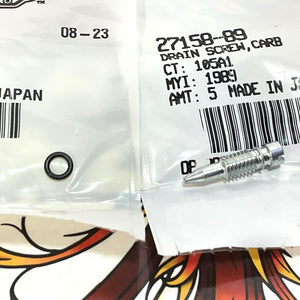 08-23
JAPAN
27158-89
DRAIN SCREW,CARB
CT: 105A1
MYI: 1989
AMT: 5 MADE IN